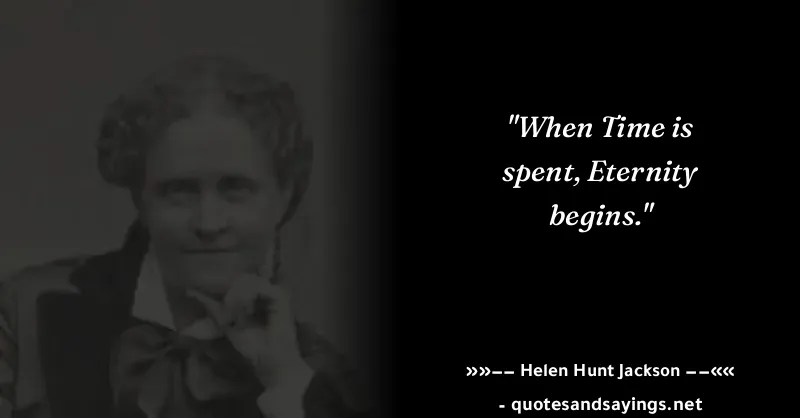 "When Time is
spent, Eternity
begins."
»»–– Helen Hunt Jackson ––««
- quotesandsayings.net